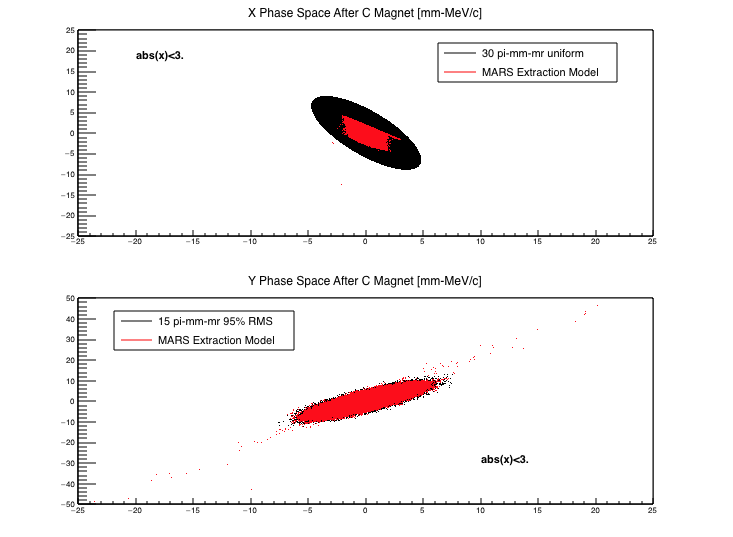 X Phase Space After C Magnet [mm-MeV/c]
25
20
15
10
5
0
−5
−10
−15
−20
−25
abs(x)<3.
30 pi-mm-mr uniform
MARS Extraction Model
−25 −20 −15 −10 −5 0 5 10 15 20 25
Y Phase Space After C Magnet [mm-MeV/c]
50
40
30
20
10
0
−10
−20
−30
−40
−50
15 pi-mm-mr 95% RMS
MARS Extraction Model
abs(x)<3.
−25 −20 −15 −10 −5 0 5 10 15 20 25